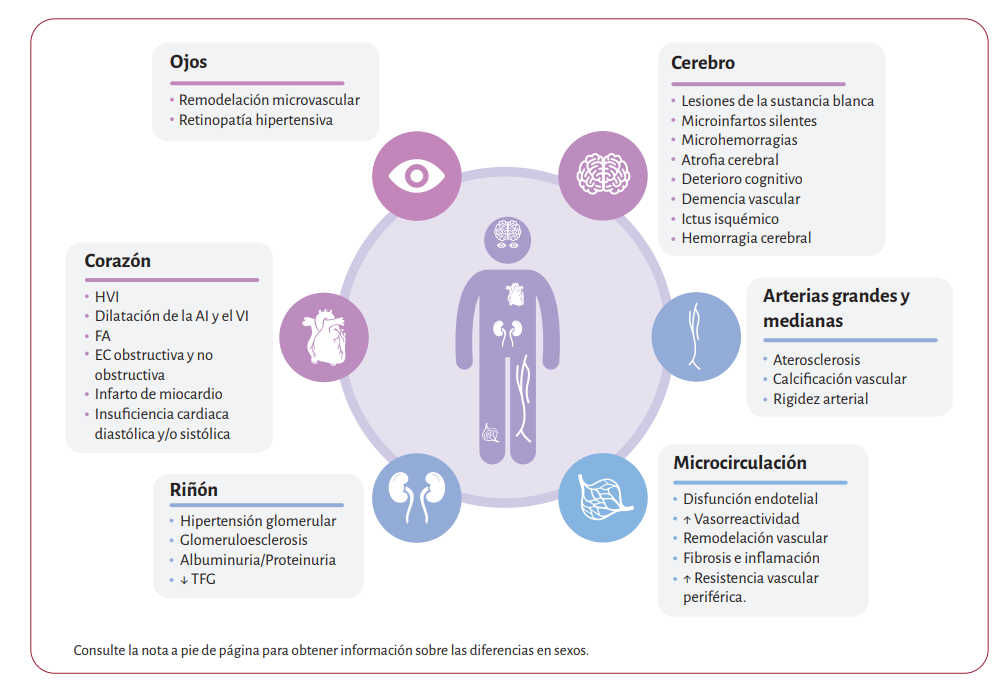 Ojos
• Remodelación microvascular
• Retinopatía hipertensiva
Cerebro
• Lesiones de la sustancia blanca
• Microinfartos silentes
• Microhemorragias
• Atrofia cerebral
• Deterioro cognitivo
• Demencia vascular
• Ictus isquémico
• Hemorragia cerebral
Corazón
• HVI
• Dilatación de la AI y el VI
• FA
• EC obstructiva y no
obstructiva
• Infarto de miocardio
• Insuficiencia cardiaca
diastólica y/o sistólica
Arterias grandes y
medianas
• Aterosclerosis
• Calcificación vascular
• Rigidez arterial
Riñón
• Hipertensión glomerular
• Glomeruloesclerosis
• Albuminuria/Proteinuria
• ↓ TFG
Microcirculación
• Disfunción endotelial
• ↑ Vasorreactividad
• Remodelación vascular
• Fibrosis e inflamación
• ↑ Resistencia vascular
periférica.
Consulte la nota a pie de página para obtener información sobre las diferencias en sexos.